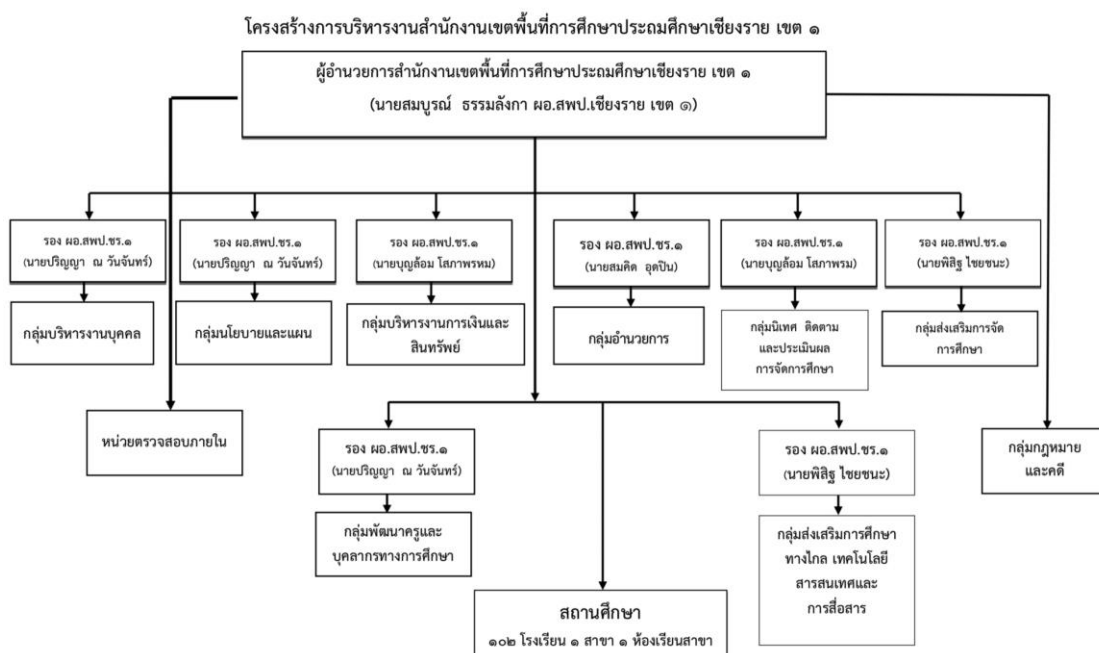 โครงสร้างการบริหารงานสำนักงานเขตพื้นที่การศึกษาประถมศึกษาเชียงราย เขต ๑
ผู้อำนวยการสำนักงานเขตพื้นที่การศึกษาประถมศึกษาเชียงราย เขต ๑
(นายสมบูรณ์ ธรรมลังกา ผอ.สพป.เชียงราย เขต ๑)
รอง ผอ.สพป.ชร.๑
(นายปริญญา ณ วันจันทร์)
กลุ่มบริหารงานบุคคล
รอง ผอ.สพป.ชร.๑
(นายปริญญา ณ วันจันทร์)
กลุ่มนโยบายและแผน
รอง ผอ.สพป.ชร.๑
(นายบุญล้อม โสภาพรหม)
กลุ่มบริหารงานการเงินและ
สินทรัพย์
รอง ผอ.สพป.ชร.๑
(นายสมคิด อุดปิน)
กลุ่มอำนวยการ
รอง ผอ.สพป.ชร.๑
(นายบุญล้อม โสภาพรม)
กลุ่มนิเทศ ติดตาม
และประเมินผล
การจัดการศึกษา
รอง ผอ.สพป.ชร.๑
(นายพิสิฐ ไชยชนะ)
กลุ่มส่งเสริมการจัด
การศึกษา
หน่วยตรวจสอบภายใน
รอง ผอ.สพป.ชร.๑
(นายปริญญา ณ วันจันทร์)
กลุ่มพัฒนาครูและ
บุคลากรทางการศึกษา
สถานศึกษา
๑๐๒ โรงเรียน ๑ สาขา ๑ ห้องเรียนสาขา
รอง ผอ.สพป.ชร.๑
(นายพิสิฐ ไชยชนะ)
กลุ่มส่งเสริมการศึกษา
ทางไกล เทคโนโลยี
สารสนเทศและ
การสื่อสาร
กลุ่มกฎหมาย
และคดี